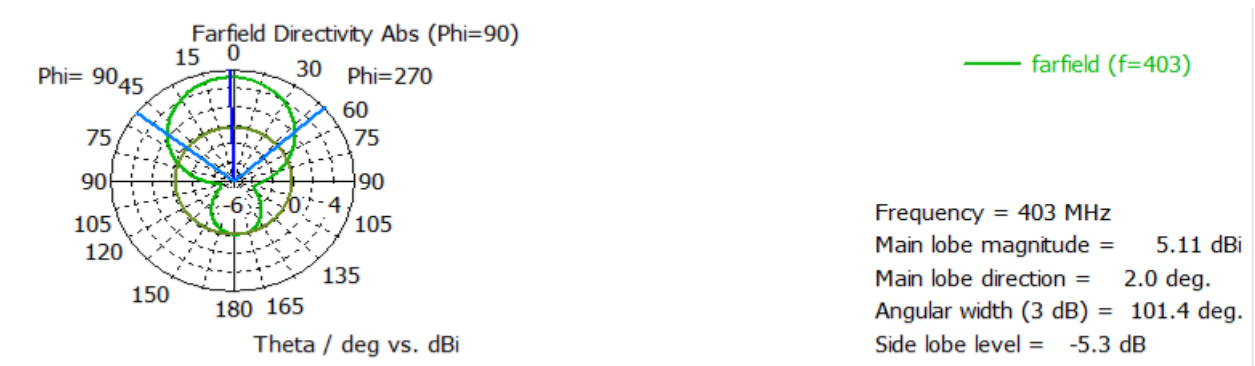 Farfield Directivity Abs (Phi=90)
Phi= 90
45
15
0
30
Phi=270
60
75
75
90
-6
0
4
90
105
105
120
135
150
180
165
Theta / deg vs. dBi
farfield (f=403)
Frequency = 403 MHz
Main lobe magnitude = 5.11 dBi
Main lobe direction = 2.0 deg.
Angular width (3 dB) = 101.4 deg.
Side lobe level = -5.3 dB